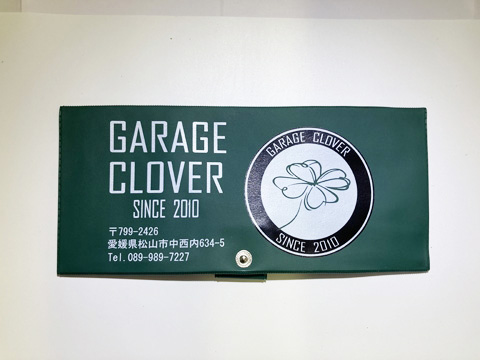 GARAGE
CLOVER
SINCE 2010
〒799-2426
愛媛県松山市中西内634-5
Tel.089-989-7227
GARAGE CLOVER
SINCE 2010